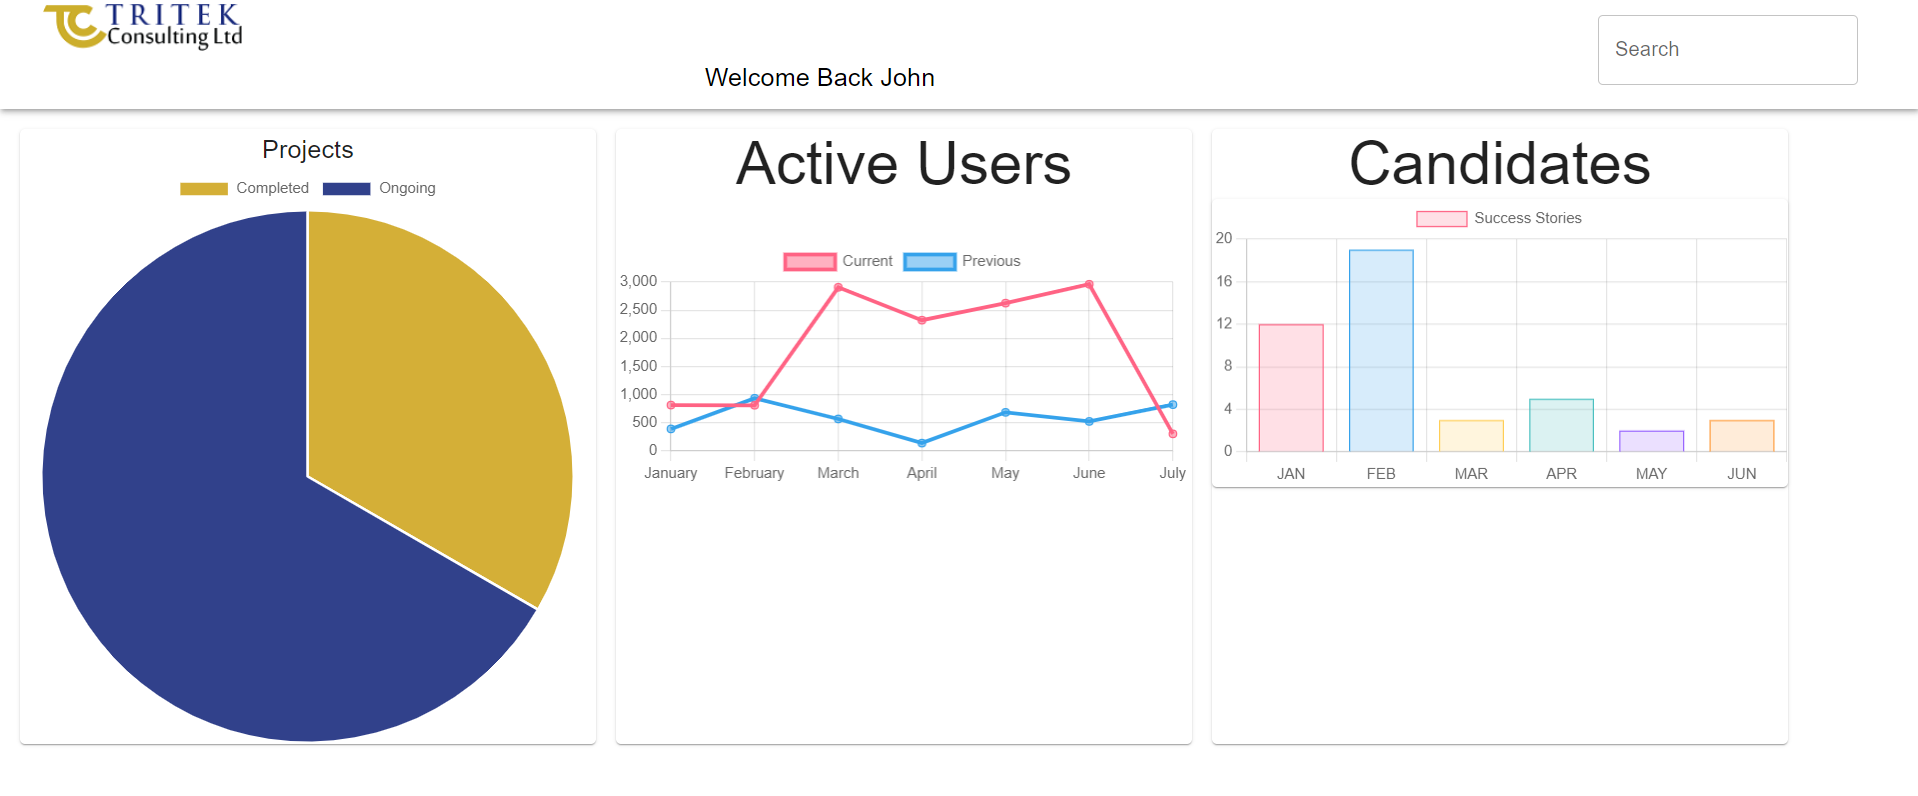 TRITEK
Consulting Ltd
Search
Welcome Back John
Projects
Completed Ongoing
Active Users
Current Previous
3,000
2,500
2,000
1,500
1,000
500
0
January February March April May June July
Candidates
Success Stories
20
16
12
8
4
0
JAN FEB MAR APR MAY JUN